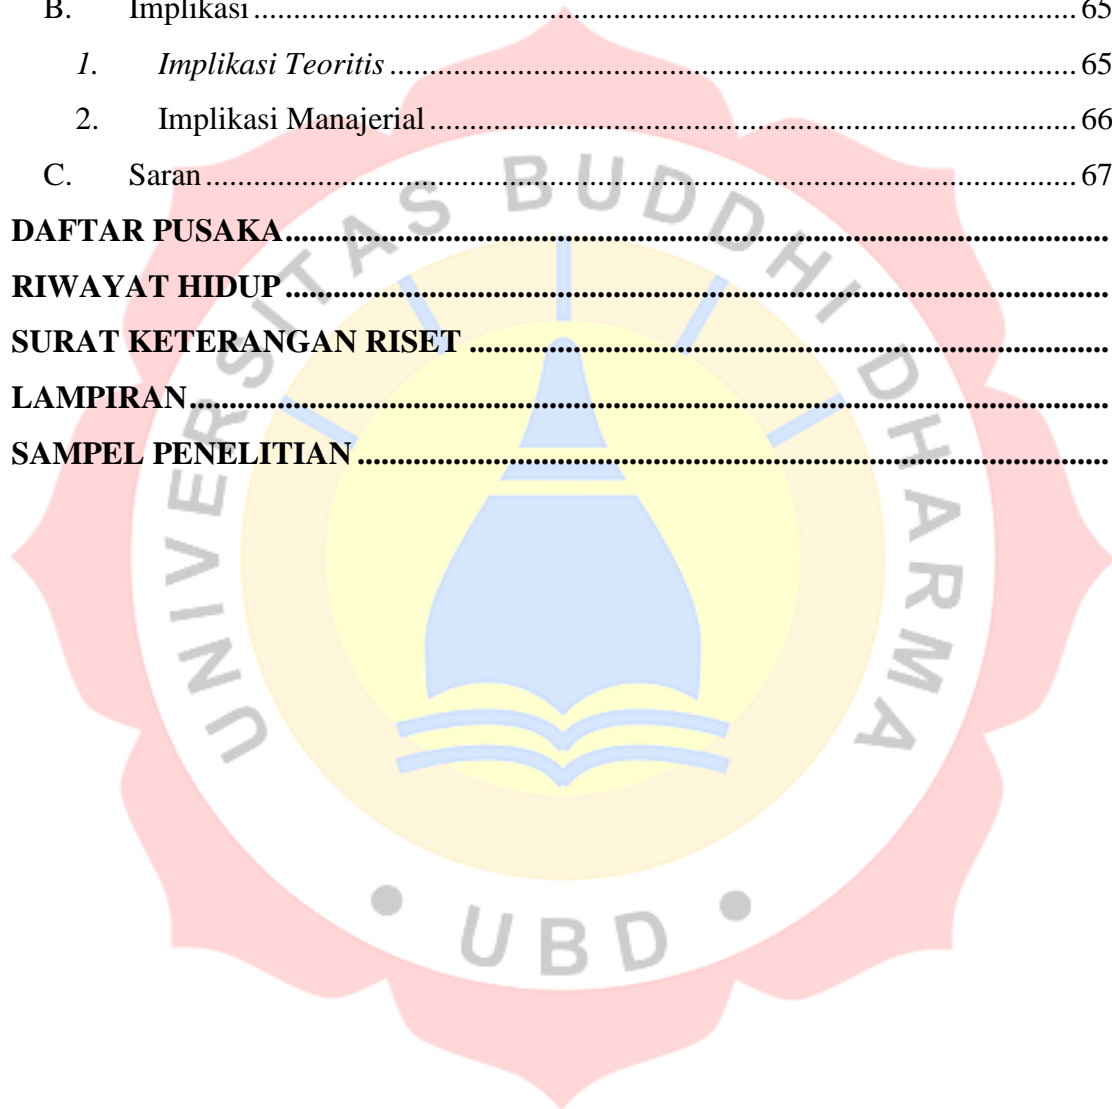 B. Implikasi ........ 65
1. Implikasi Teoritis ........ 65
2. Implikasi Manajerial ........ 66
C. Saran ........ 67
DAFTAR PUSAKA ........
RIWAYAT HIDUP ........
SURAT KETERANGAN RISET ........
LAMPIRAN ........
SAMPEL PENELITIAN ........
UNIVERSITAS BUDDHI DHARMA
• UBD •